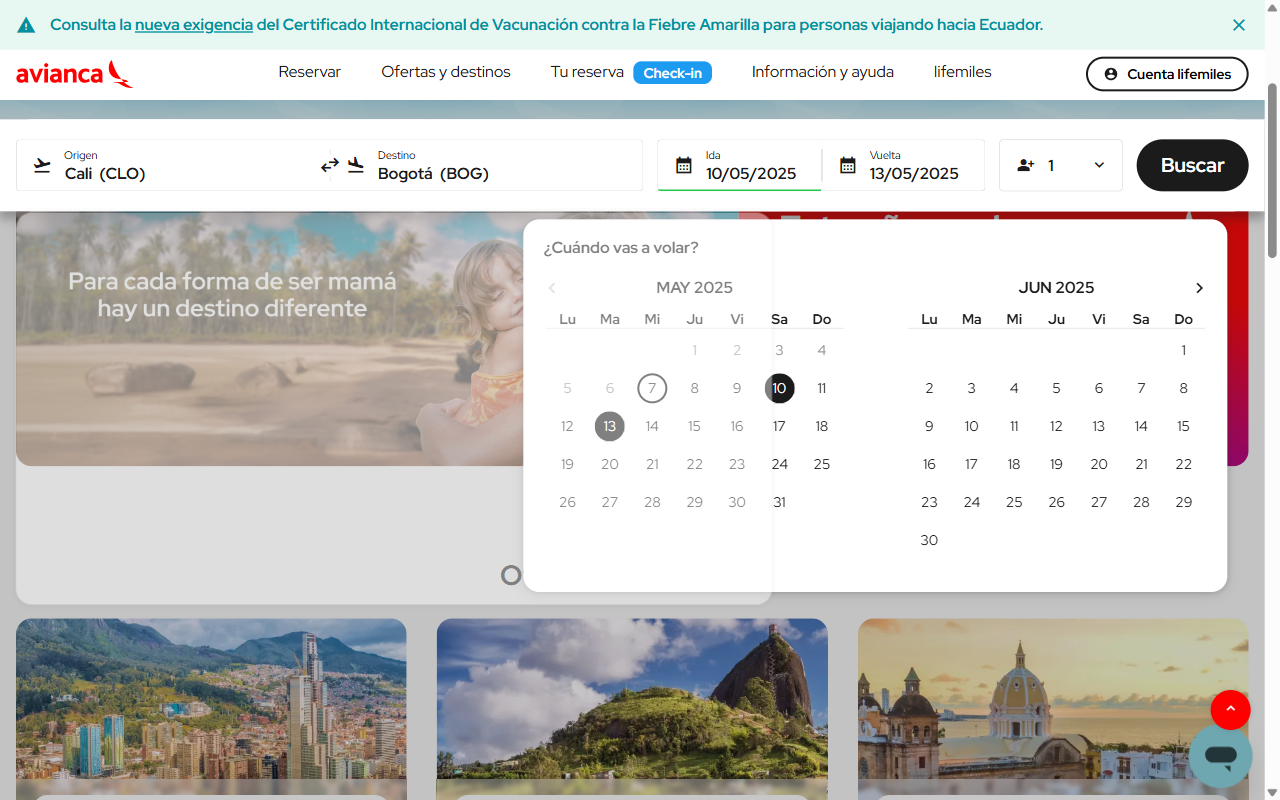 Consulta la nueva exigencia del Certificado Internacional de Vacunación contra la Fiebre Amarilla para personas viajando hacia Ecuador.
avianca
Reservar
Ofertas y destinos
Tu reserva
Check-in
Información y ayuda
lifemiles
Cuenta lifemiles
Origen
Cali (CLO)
Destino
Bogotá (BOG)
Ida
10/05/2025
Vuelta
13/05/2025
1
Buscar
Para cada forma de ser mamá
hay un destino diferente
¿Cuándo vas a volar?
MAY 2025
Lu Ma Mi Ju Vi Sa Do
1 2 3 4
5 6 7 8 9 10 11
12 13 14 15 16 17 18
19 20 21 22 23 24 25
26 27 28 29 30 31
JUN 2025
Lu Ma Mi Ju Vi Sa Do
1
2 3 4 5 6 7 8
9 10 11 12 13 14 15
16 17 18 19 20 21 22
23 24 25 26 27 28 29
30